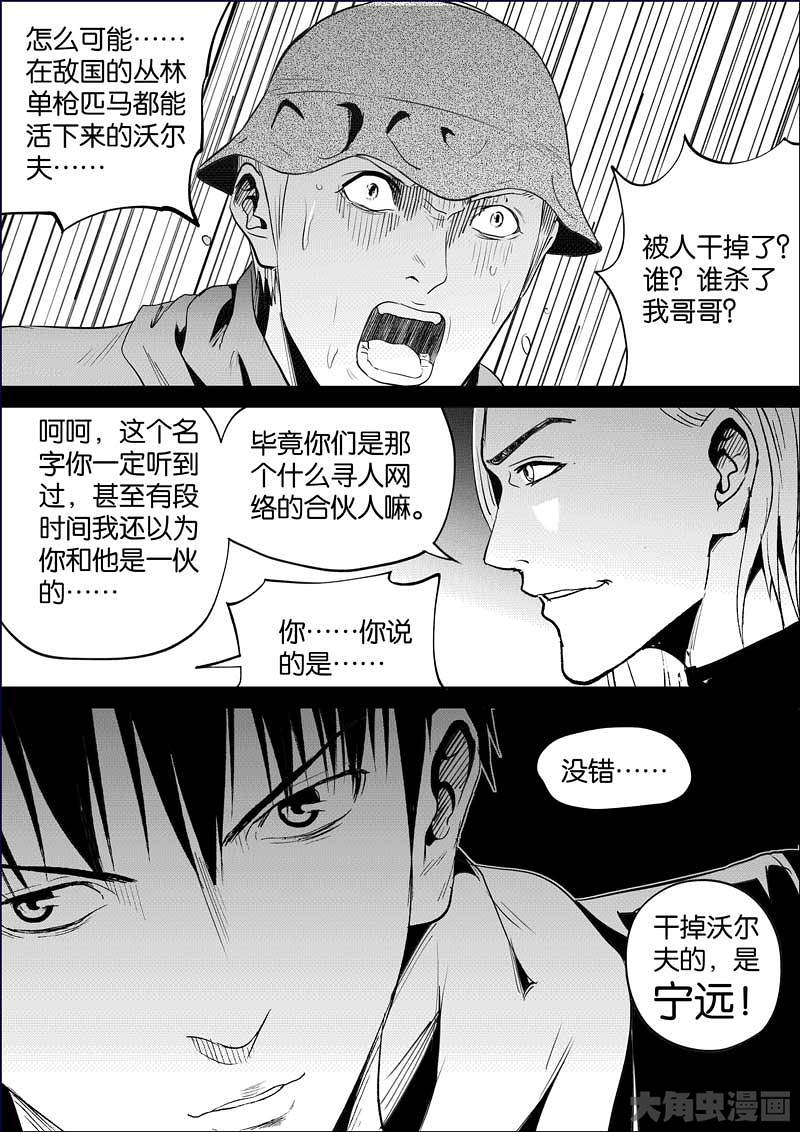 怎么可能……
在敌国的丛林
单枪匹马都能
活下来的沃尔
夫……
被人干掉了?
谁?谁杀了
我哥哥?
呵呵，这个名
字你一定听到
过，甚至有段
时间我还以为
你和他是一伙
的……
毕竟你们是那
个什么寻人网
络的合伙人嘛。
你……你说
的是……
没错……
干掉沃尔
夫的，是
宁远!
大角虫漫画